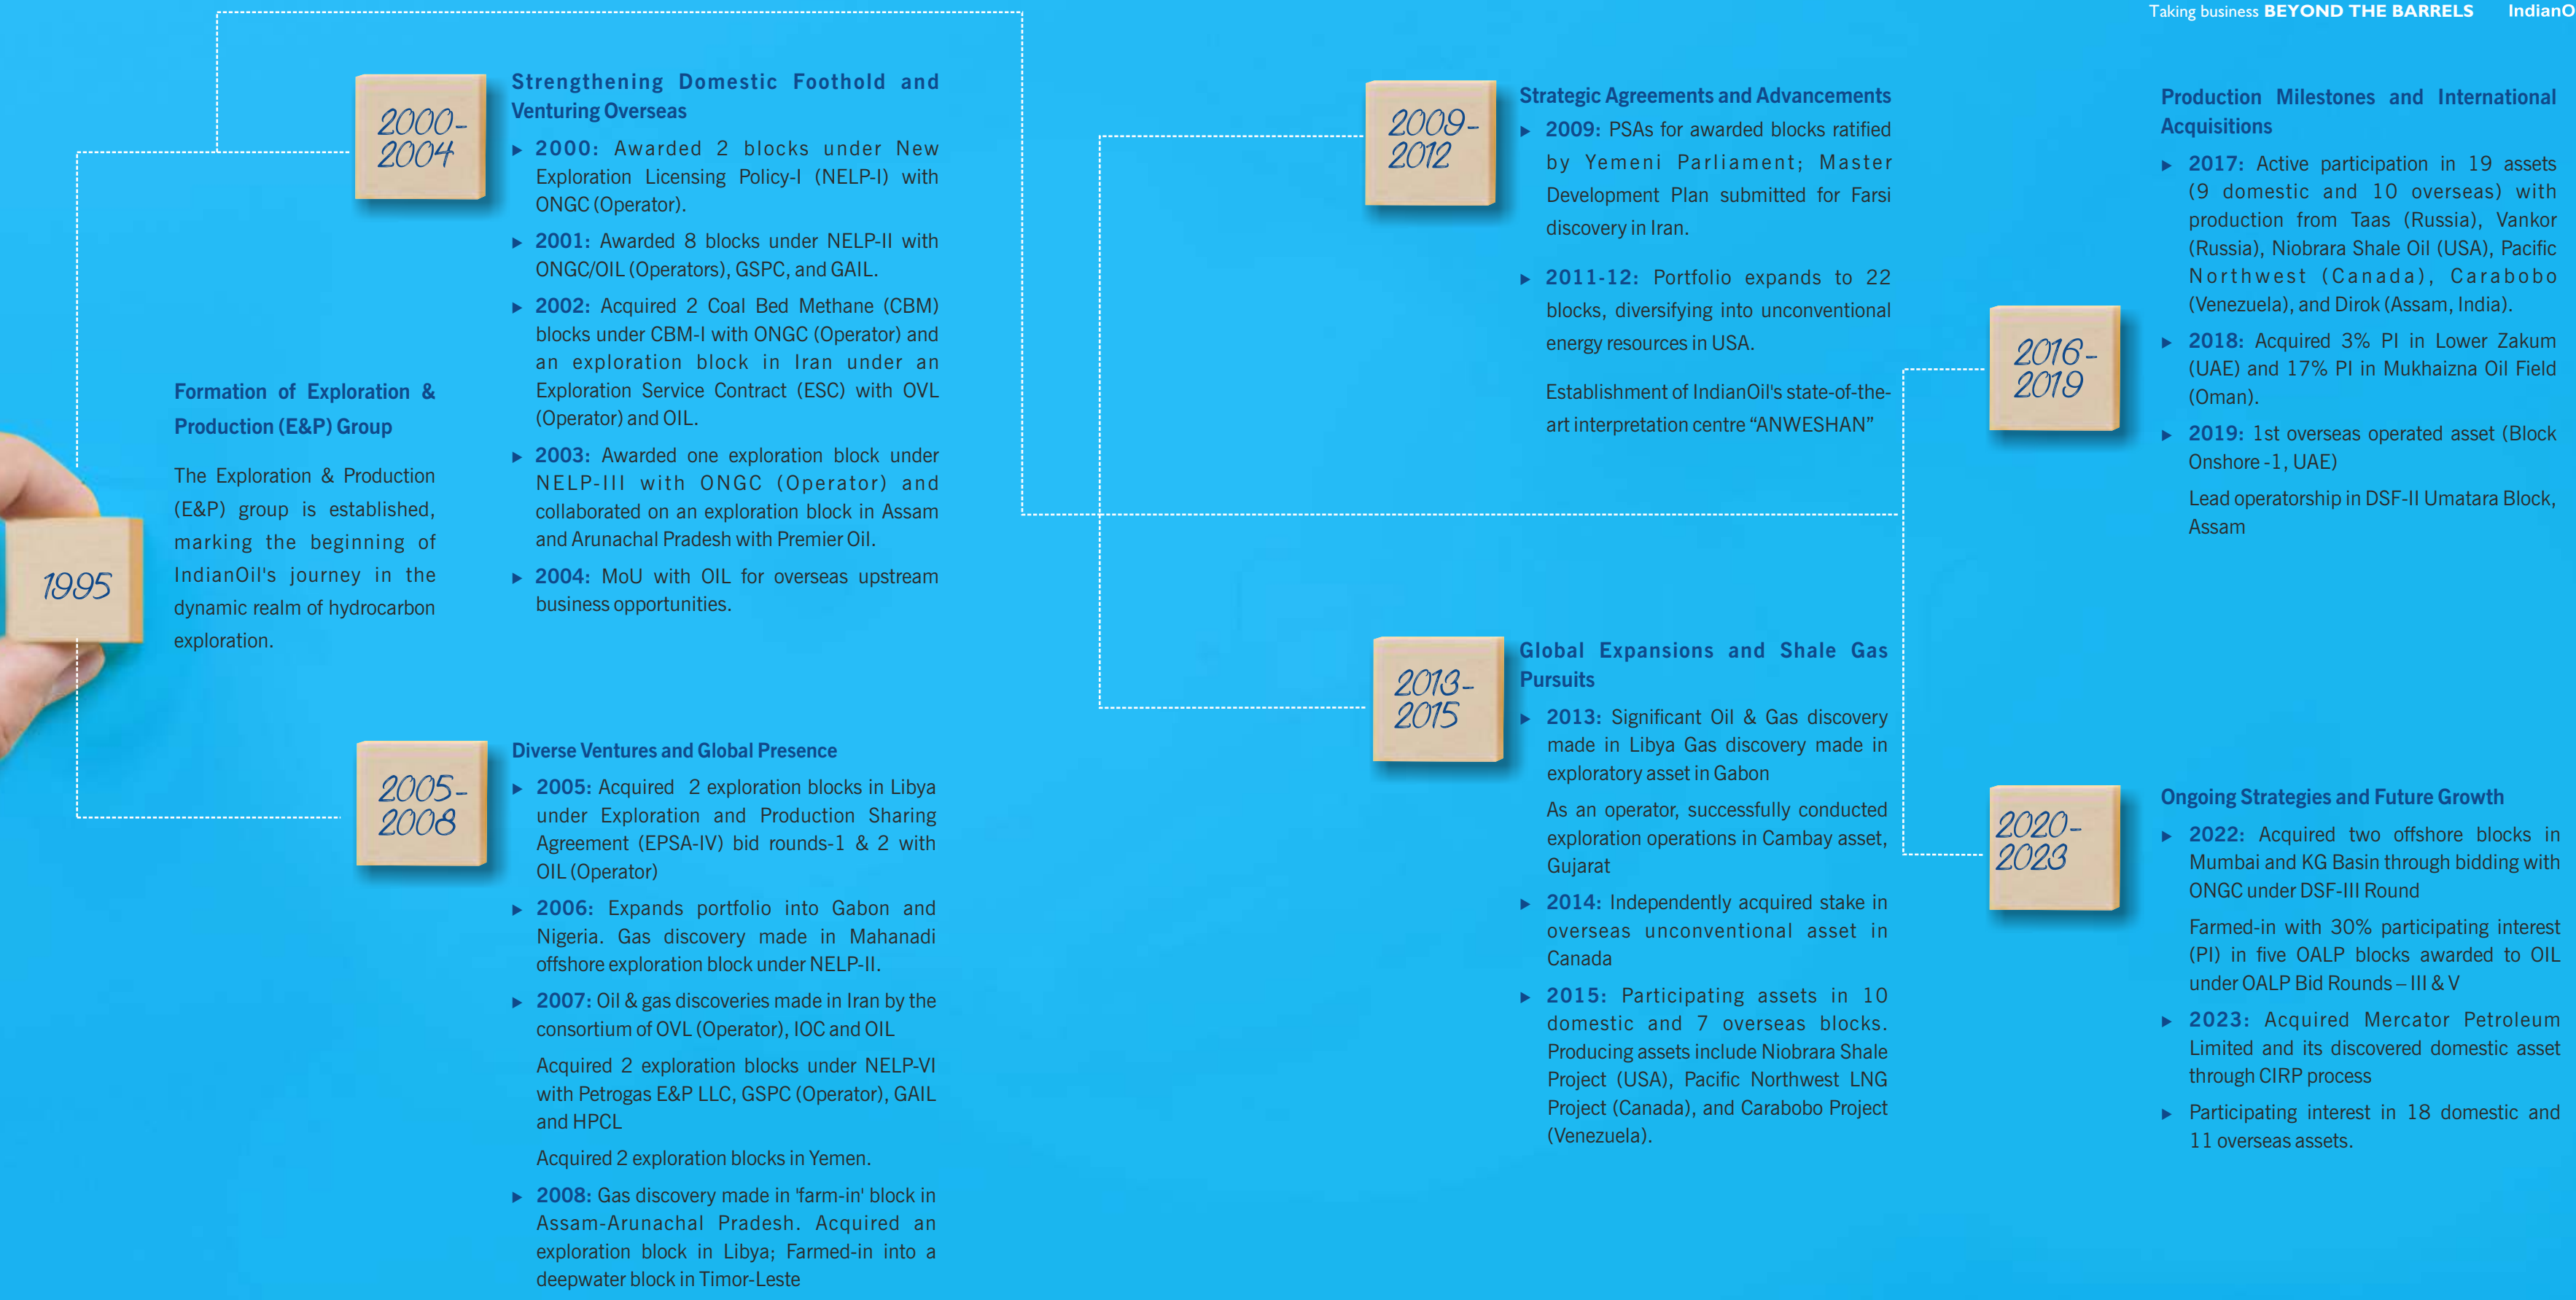 Taking business BEYOND THE BARRELS IndianO
1995
Formation of Exploration &
Production (E&P) Group
The Exploration & Production
(E&P) group is established,
marking the beginning of
IndianOil's journey in the
dynamic realm of hydrocarbon
exploration.
2000-
2004
Strengthening Domestic Foothold and
Venturing Overseas
▸ 2000: Awarded 2 blocks under New
Exploration Licensing Policy-I (NELP-I) with
ONGC (Operator).
▸ 2001: Awarded 8 blocks under NELP-II with
ONGC/OIL (Operators), GSPC, and GAIL.
▸ 2002: Acquired 2 Coal Bed Methane (CBM)
blocks under CBM-I with ONGC (Operator) and
an exploration block in Iran under an
Exploration Service Contract (ESC) with OVL
(Operator) and OIL.
▸ 2003: Awarded one exploration block under
NELP-III with ONGC (Operator) and
collaborated on an exploration block in Assam
and Arunachal Pradesh with Premier Oil.
▸ 2004: MoU with OIL for overseas upstream
business opportunities.
2005-
2008
Diverse Ventures and Global Presence
▸ 2005: Acquired 2 exploration blocks in Libya
under Exploration and Production Sharing
Agreement (EPSA-IV) bid rounds-1 & 2 with
OIL (Operator)
▸ 2006: Expands portfolio into Gabon and
Nigeria. Gas discovery made in Mahanadi
offshore exploration block under NELP-II.
▸ 2007: Oil & gas discoveries made in Iran by the
consortium of OVL (Operator), IOC and OIL
Acquired 2 exploration blocks under NELP-VI
with Petrogas E&P LLC, GSPC (Operator), GAIL
and HPCL
Acquired 2 exploration blocks in Yemen.
▸ 2008: Gas discovery made in 'farm-in' block in
Assam-Arunachal Pradesh. Acquired an
exploration block in Libya; Farmed-in into a
deepwater block in Timor-Leste
2009-
2012
Strategic Agreements and Advancements
▸ 2009: PSAs for awarded blocks ratified
by Yemeni Parliament; Master
Development Plan submitted for Farsi
discovery in Iran.
▸ 2011-12: Portfolio expands to 22
blocks, diversifying into unconventional
energy resources in USA.
Establishment of IndianOil's state-of-the-
art interpretation centre “ANWESHAN”
2013-
2015
Global Expansions and Shale Gas
Pursuits
▸ 2013: Significant Oil & Gas discovery
made in Libya Gas discovery made in
exploratory asset in Gabon
As an operator, successfully conducted
exploration operations in Cambay asset,
Gujarat
▸ 2014: Independently acquired stake in
overseas unconventional asset in
Canada
▸ 2015: Participating assets in 10
domestic and 7 overseas blocks.
Producing assets include Niobrara Shale
Project (USA), Pacific Northwest LNG
Project (Canada), and Carabobo Project
(Venezuela).
2016-
2019
Production Milestones and International
Acquisitions
▸ 2017: Active participation in 19 assets
(9 domestic and 10 overseas) with
production from Taas (Russia), Vankor
(Russia), Niobrara Shale Oil (USA), Pacific
Northwest (Canada), Carabobo
(Venezuela), and Dirok (Assam, India).
▸ 2018: Acquired 3% PI in Lower Zakum
(UAE) and 17% PI in Mukhaizna Oil Field
(Oman).
▸ 2019: 1st overseas operated asset (Block
Onshore -1, UAE)
Lead operatorship in DSF-II Umatara Block,
Assam
2020-
2023
Ongoing Strategies and Future Growth
▸ 2022: Acquired two offshore blocks in
Mumbai and KG Basin through bidding with
ONGC under DSF-III Round
Farmed-in with 30% participating interest
(PI) in five OALP blocks awarded to OIL
under OALP Bid Rounds – III & V
▸ 2023: Acquired Mercator Petroleum
Limited and its discovered domestic asset
through CIRP process
▸ Participating interest in 18 domestic and
11 overseas assets.